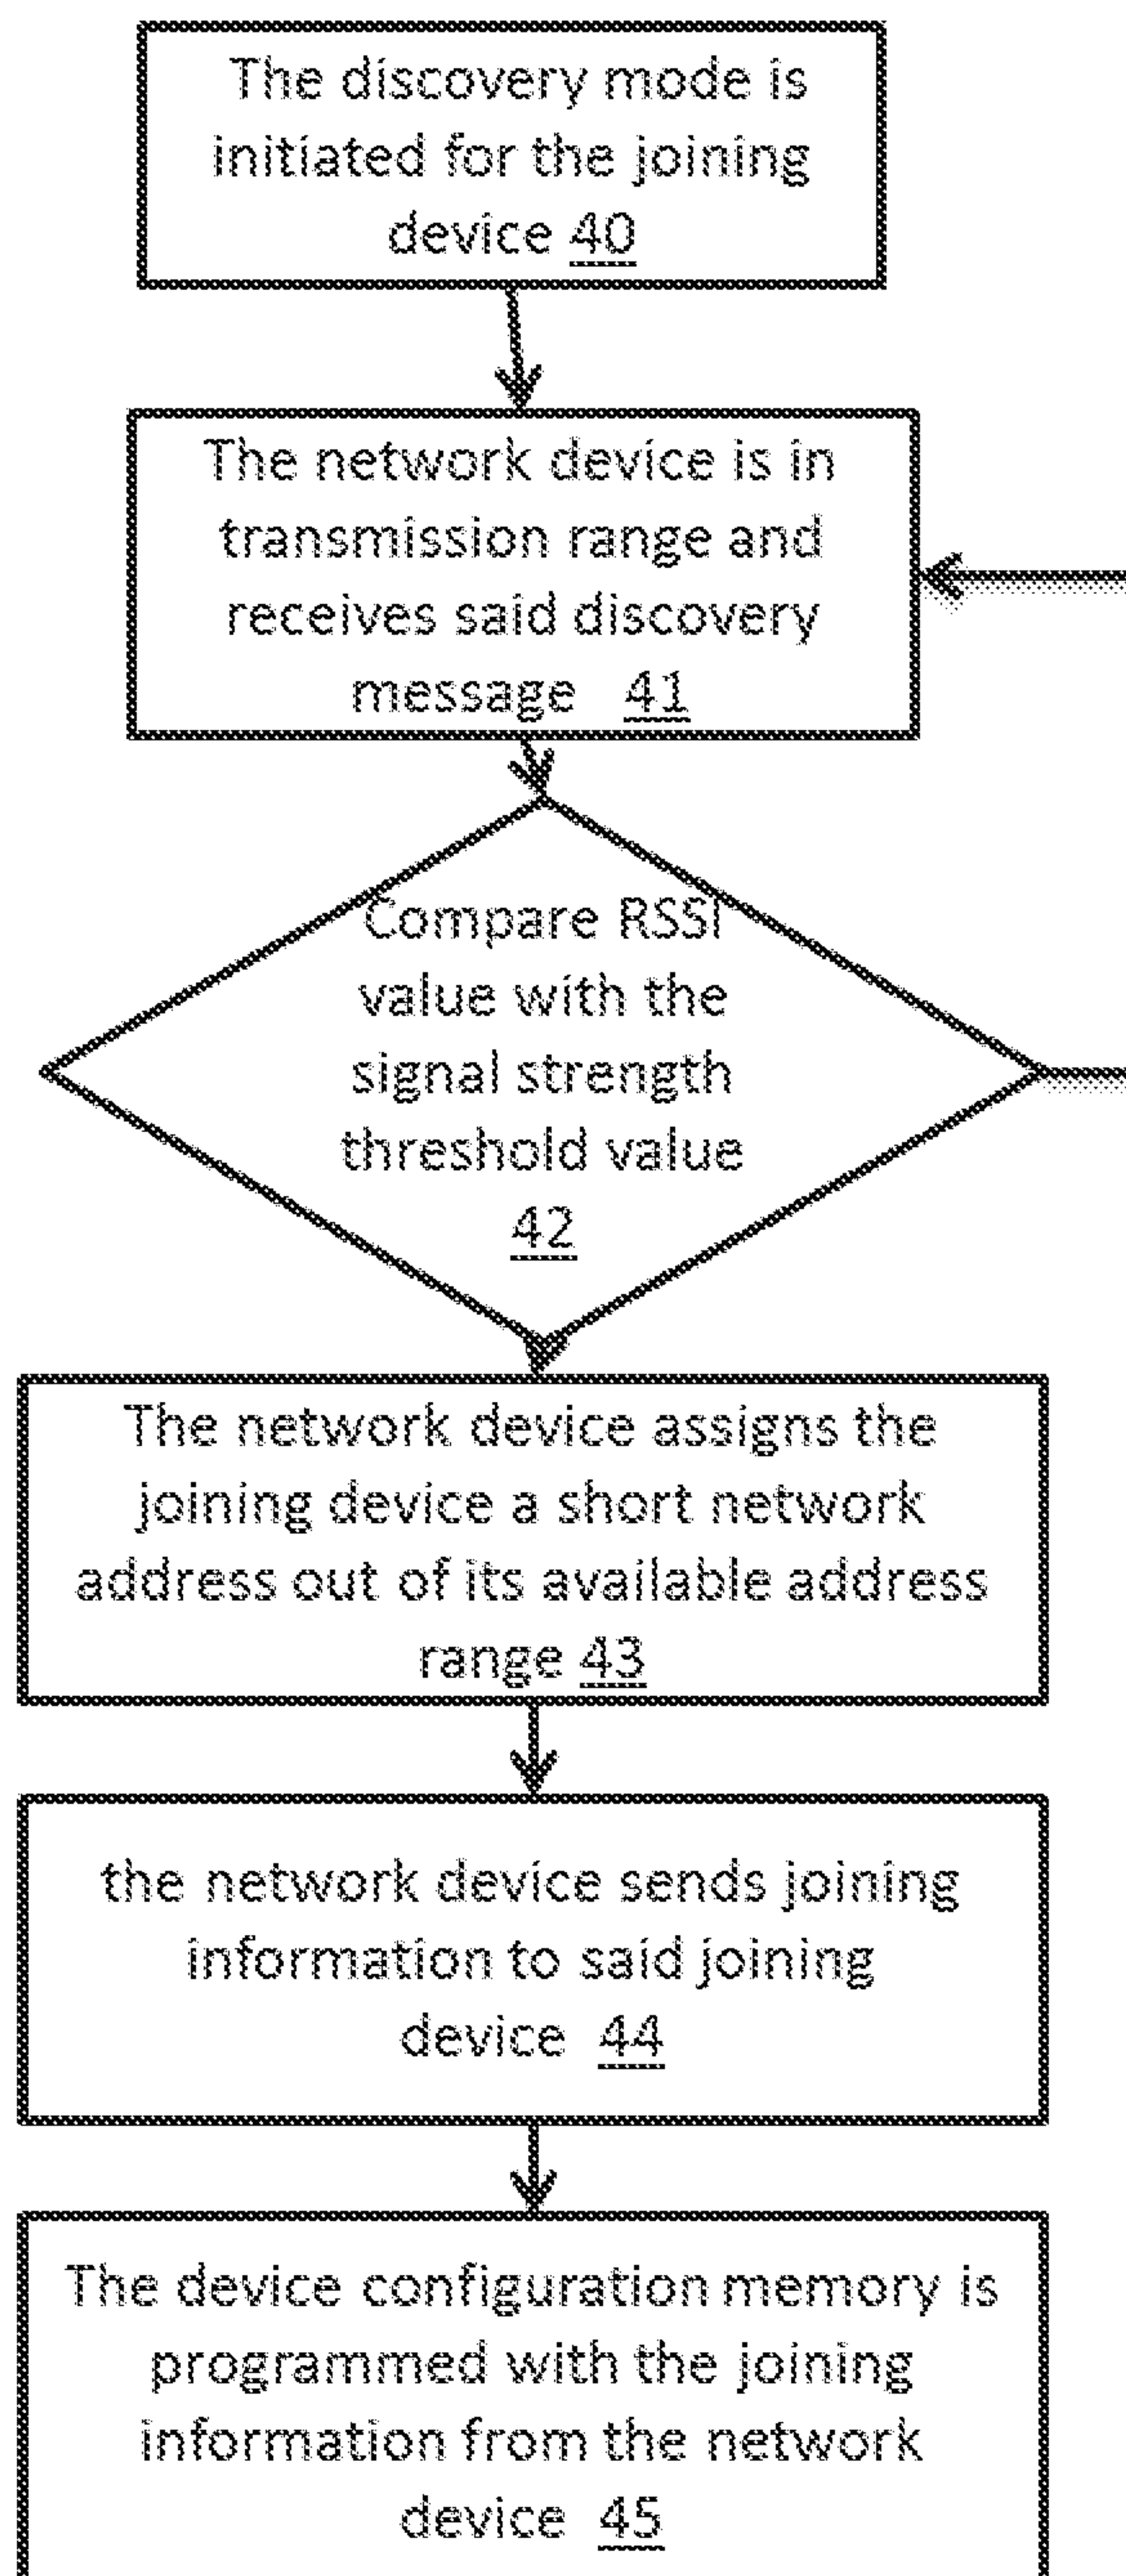 The discovery mode is
initiated for the joining
device 40
The network device is in
transmission range and
receives said discovery
message 41
Compare RSSI
value with the
signal strength
threshold value
42
The network device assigns the
joining device a short network
address out of its available address
range 43
the network device sends joining
information to said joining
device 44
The device configuration memory is
programmed with the joining
information from the network
device 45